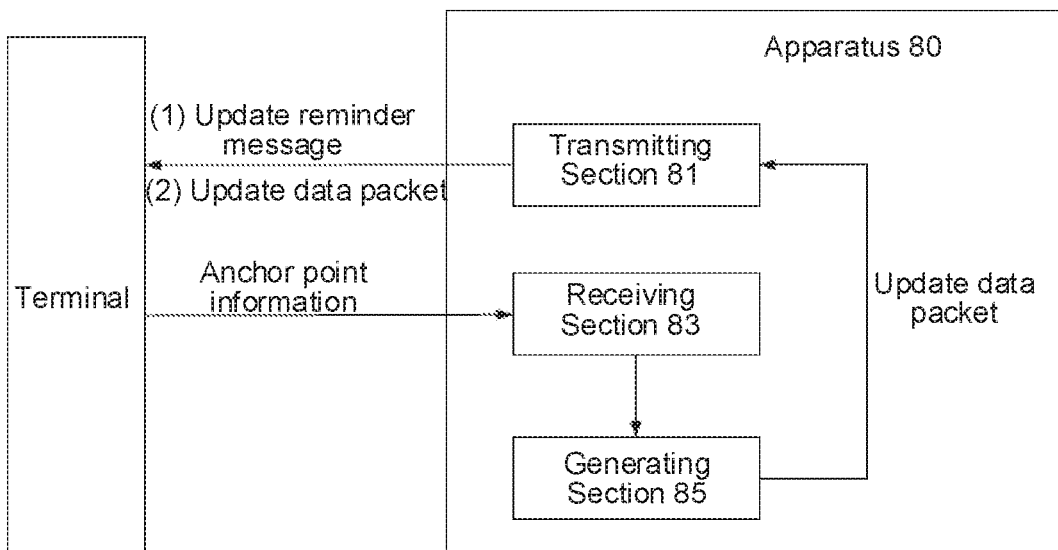 Apparatus 80
(1) Update reminder
message
(2) Update data packet
Transmitting
Section 81
Terminal
Anchor point
information
Receiving
Section 83
Update data
packet
Generating
Section 85